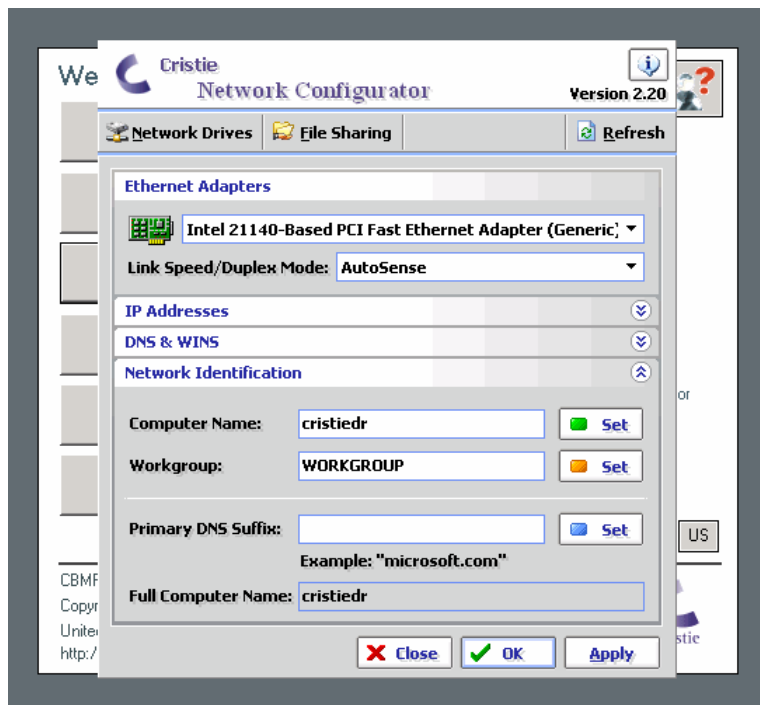 We
Cristie
Network Configurator
Version 2.20
Network Drives
File Sharing
Refresh
Ethernet Adapters
Intel 21140-Based PCI Fast Ethernet Adapter (Generic)
Link Speed/Duplex Mode: AutoSense
IP Addresses
DNS & WINS
Network Identification
or
Computer Name: cristiedr Set
Workgroup: WORKGROUP Set
Primary DNS Suffix: Set
US
Example: "microsoft.com"
CBMR
Full Computer Name: cristiedr
Copyr
Unite
stie
http:/
Close OK Apply